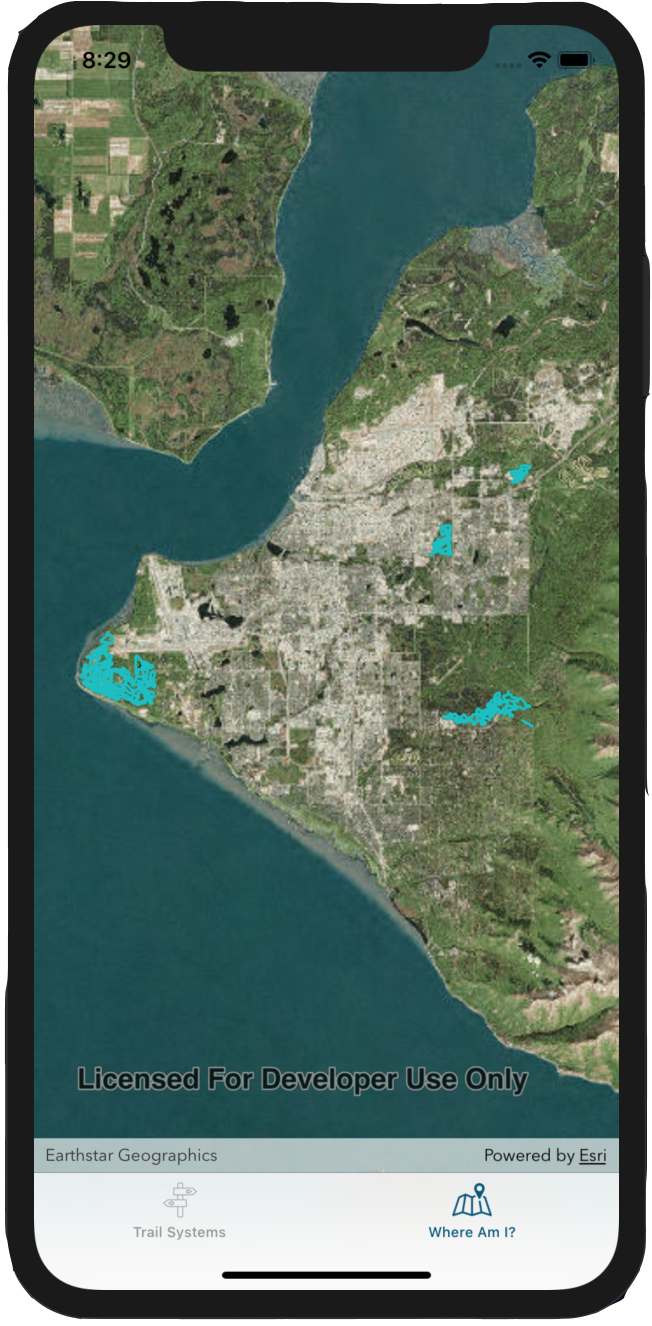 8:29
Licensed For Developer Use Only
Earthstar Geographics Powered by Esri
Trail Systems Where Am I?